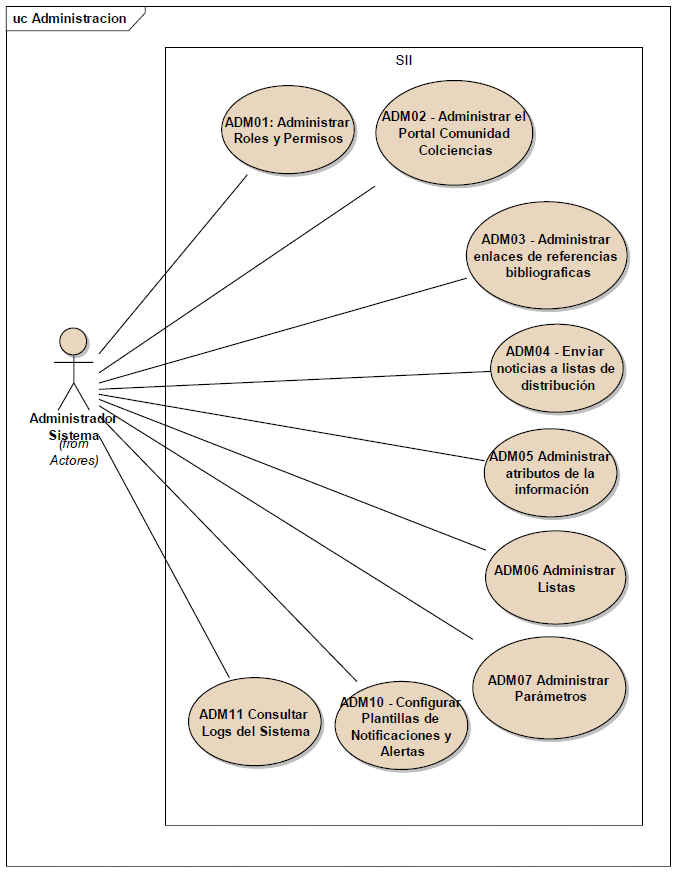 uc Administracion
SII
ADM01: Administrar
Roles y Permisos
ADM02 - Administrar el
Portal Comunidad
Colciencias
ADM03 - Administrar
enlaces de referencias
bibliograficas
ADM04 - Enviar
noticias a listas de
distribución
Administrador
Sistema
(from
Actores)
ADM05 Administrar
atributos de la
información
ADM06 Administrar
Listas
ADM07 Administrar
Parámetros
ADM11 Consultar
Logs del Sistema
ADM10 - Configurar
Plantillas de
Notificaciones y
Alertas